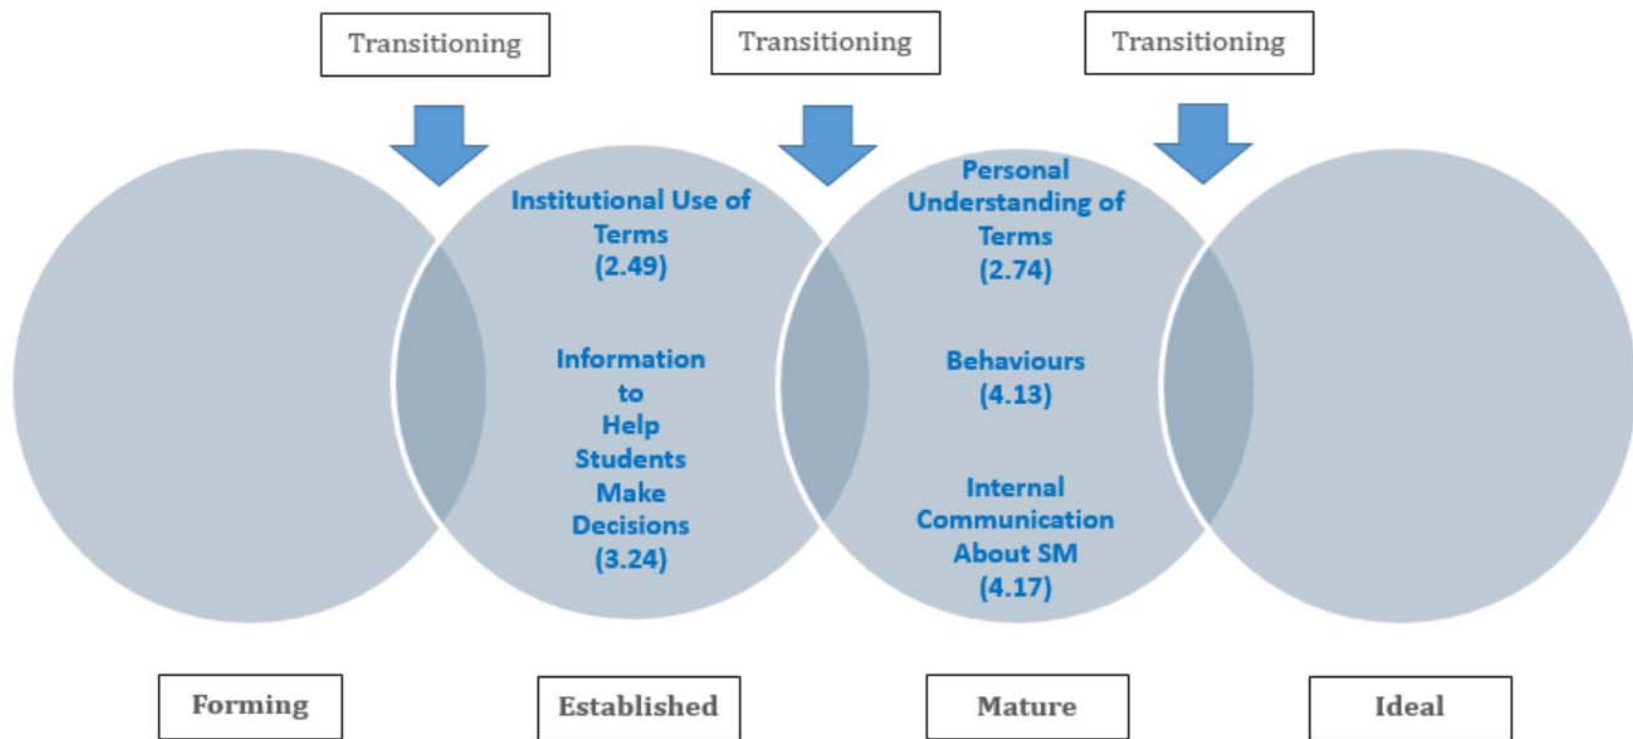 Transitioning
Transitioning
Transitioning
Institutional Use of
Terms
(2.49)
Information
to
Help
Students
Make
Decisions
(3.24)
Personal
Understanding of
Terms
(2.74)
Behaviours
(4.13)
Internal
Communication
About SM
(4.17)
Forming
Established
Mature
Ideal